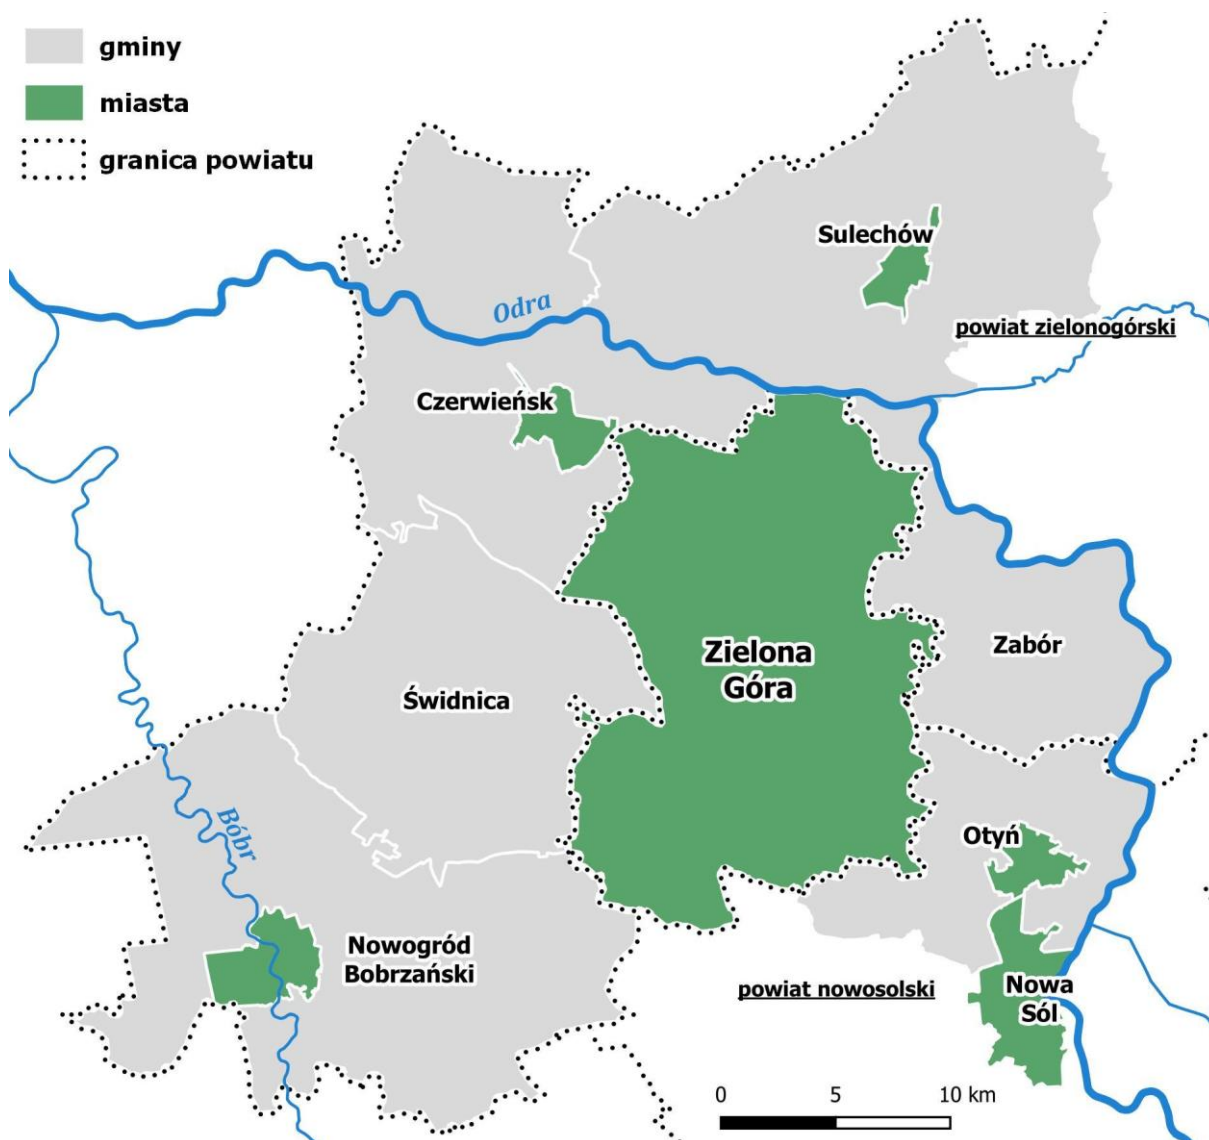 gminy
miasta
granica powiatu
Sulechów
Odra
powiat zielonogórski
Czerwieńsk
Zielona
Góra
Zabór
Świdnica
Bóbr
Otyń
Nowogród
Bobrzański
powiat nowosolski
Nowa
Sól
0 5 10 km